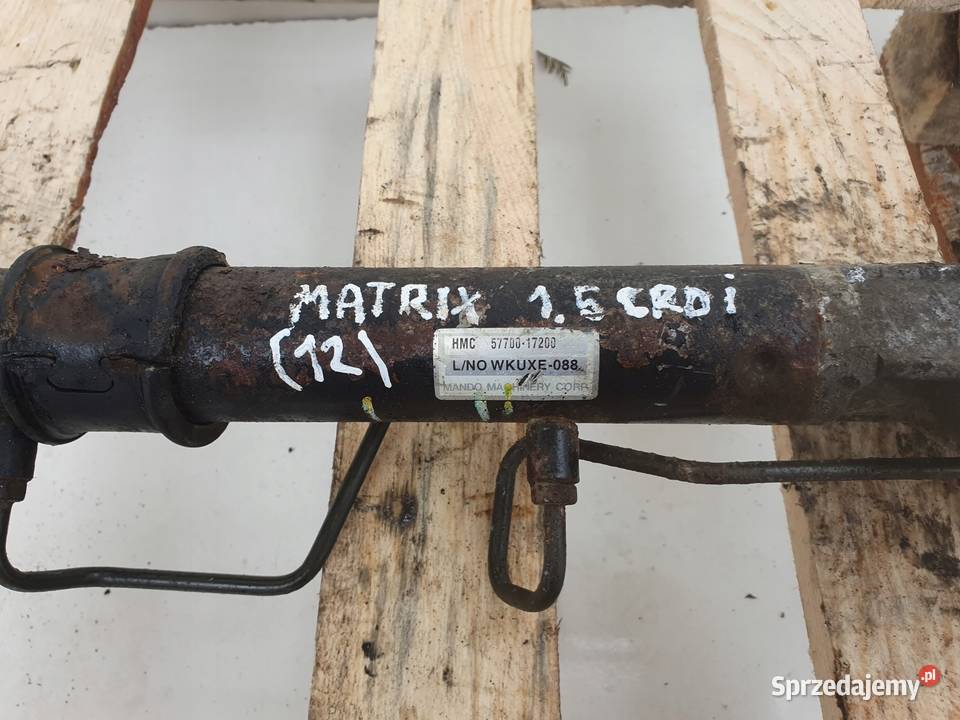 MATRIX 1.5 CRDi
(12)
HMC 57700-17200
L/NO WKUXE-088
MANDO MACHINERY CORP.
Sprzedajemy.pl